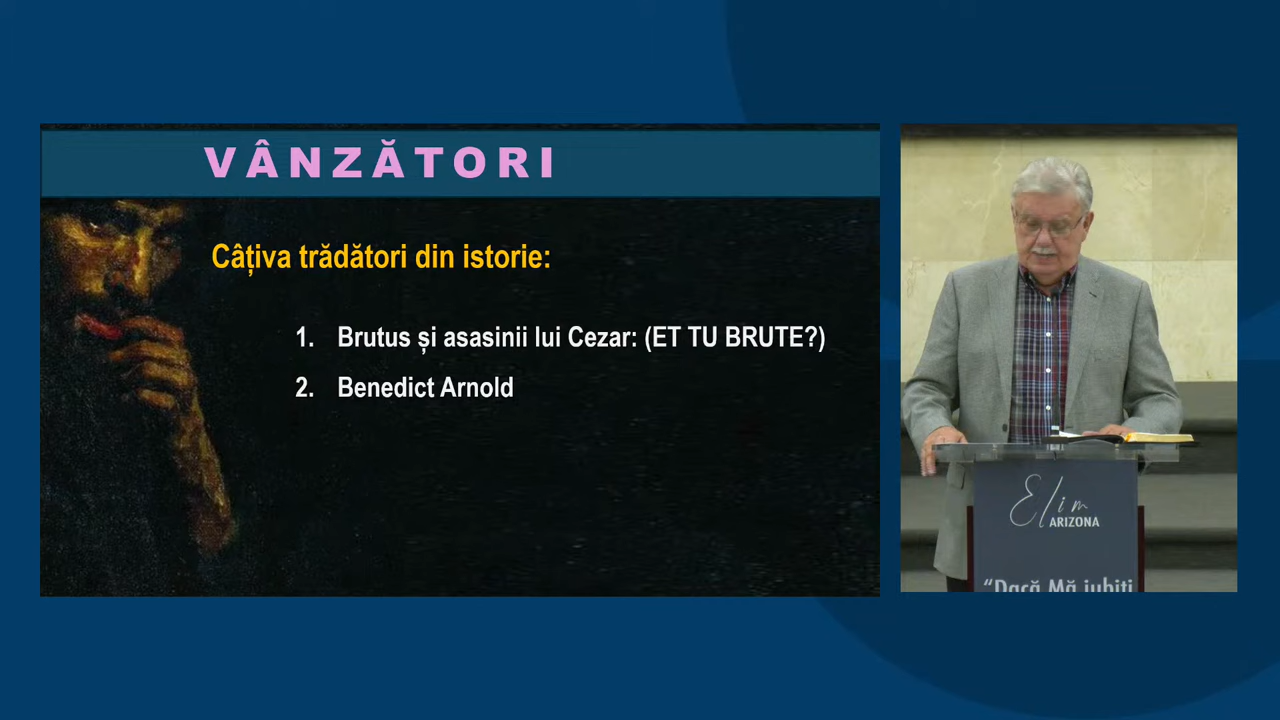 VÂNZĂTORI
Câțiva trădători din istorie:
1. Brutus și asasinii lui Cezar: (ET TU BRUTE?)
2. Benedict Arnold
Elim
ARIZONA
“Dacă Mă iubiți